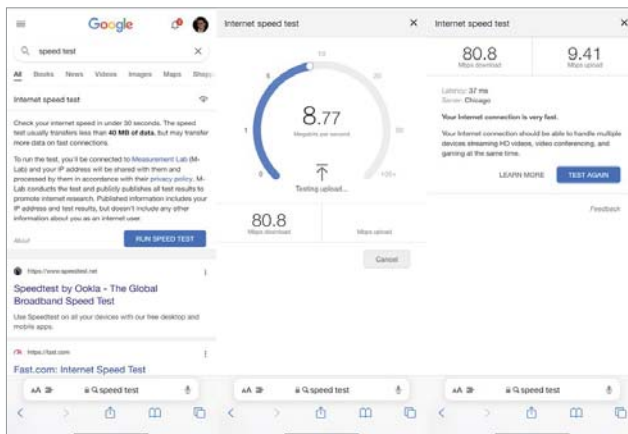 Google
speed test
All Books News Videos Images Maps
Internet speed test
Check your internet speed in under 30 seconds. The speed
test usually transfers less than 40 MB of data, but may transfer
more data on fast connections.
To run the test, you'll be connected to Measurement Lab (M-
Lab) and your IP address will be shared with them and
processed by them in accordance with their privacy policy. M-
Lab conducts the test and publicly publishes all test results to
promote internet research. Published information includes your
IP address and test results, but doesn't include any other
information about you as an internet user.
About
RUN SPEED TEST
https://www.speedtest.net
Speedtest by Ookla - The Global
Broadband Speed Test
Use Speedtest on all your devices with our free desktop and
mobile apps.
https://fast.com
Fast.com: Internet Speed Test
AA speed test
Internet speed test
10
5
1
0
8.77
Megabits per second
Testing upload...
80.8
Mbps download
Mbps upload
Cancel
AA speed test
Internet speed test
80.8 9.41
Mbps download Mbps upload
Latency: 37 ms
Server: Chicago
Your Internet connection is very fast.
Your Internet connection should be able to handle multiple
devices streaming HD videos, video conferencing, and
gaming at the same time.
LEARN MORE TEST AGAIN
Feedback
AA speed test